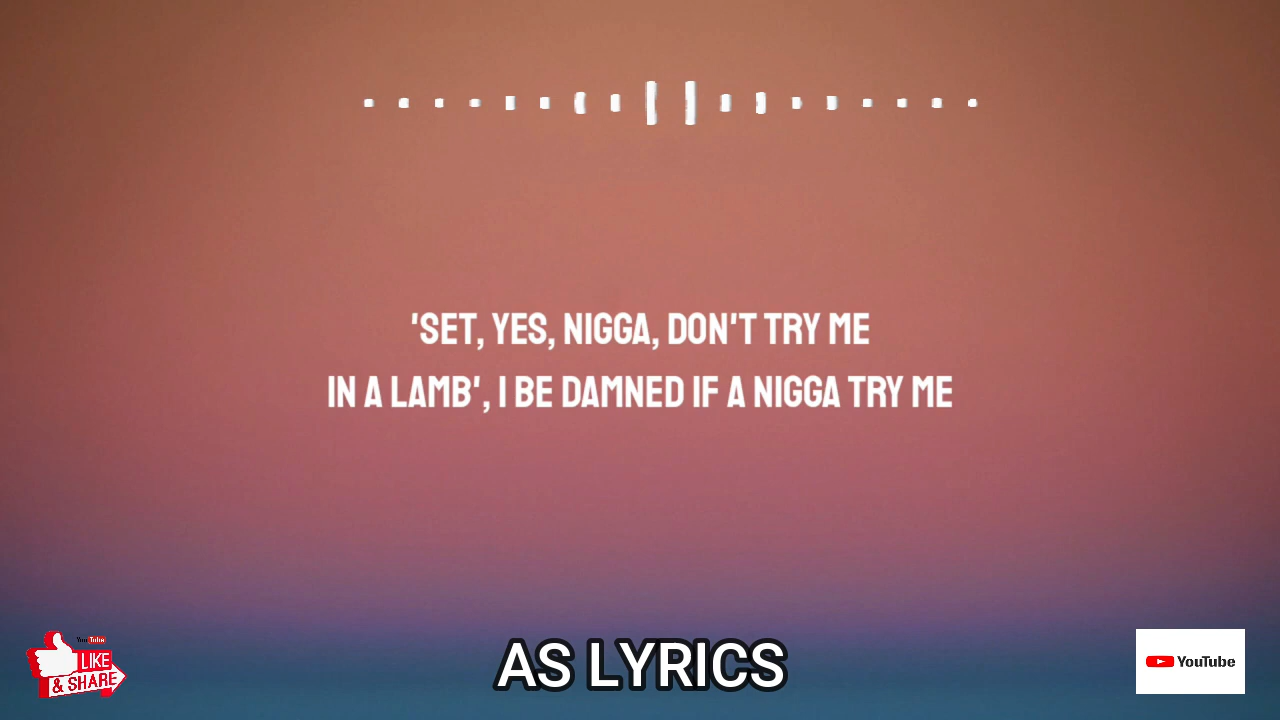 'SET, YES, NIGGA, DON'T TRY ME
IN A LAMB', I BE DAMNED IF A NIGGA TRY ME
YouTube
LIKE
& SHARE
AS LYRICS
YouTube